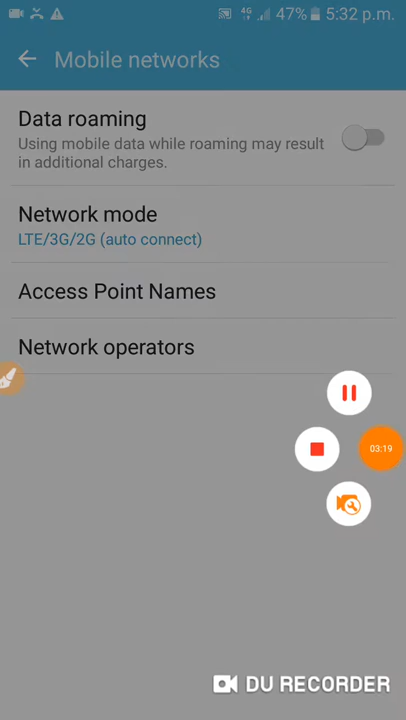 4G 47% 5:32 p.m.
Mobile networks
Data roaming
Using mobile data while roaming may result
in additional charges.
Network mode
LTE/3G/2G (auto connect)
Access Point Names
Network operators
03:19
DU RECORDER